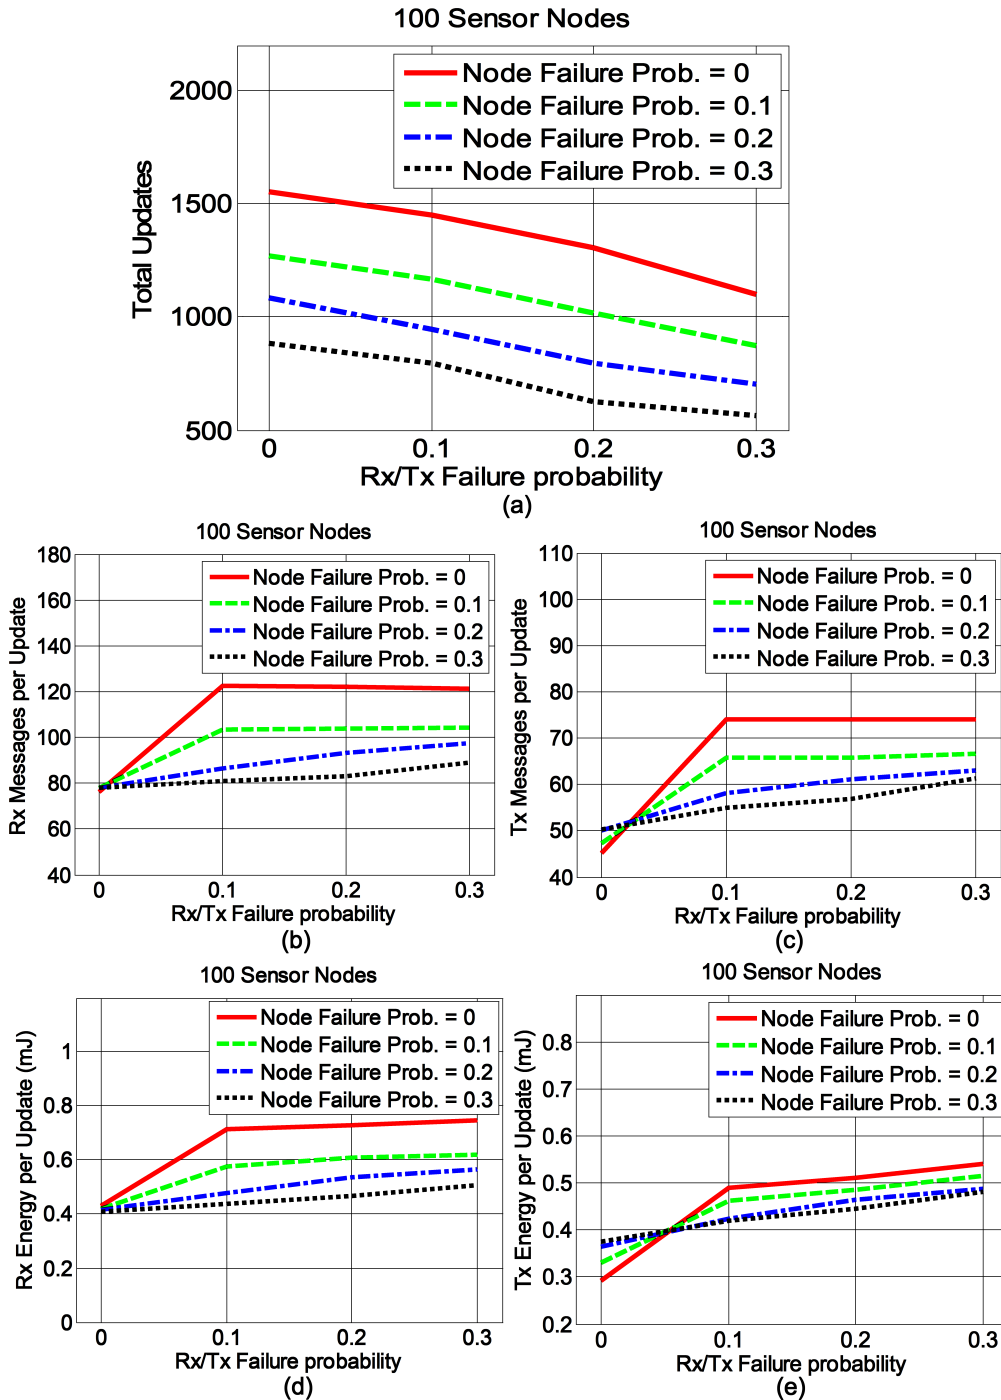 100 Sensor Nodes
Node Failure Prob. = 0
Node Failure Prob. = 0.1
Node Failure Prob. = 0.2
Node Failure Prob. = 0.3
Total Updates
2000
1500
1000
500
0 0.1 0.2 0.3
Rx/Tx Failure probability
(a)
100 Sensor Nodes
Node Failure Prob. = 0
Node Failure Prob. = 0.1
Node Failure Prob. = 0.2
Node Failure Prob. = 0.3
Rx Messages per Update
180
160
140
120
100
80
60
40
0 0.1 0.2 0.3
Rx/Tx Failure probability
(b)
100 Sensor Nodes
Node Failure Prob. = 0
Node Failure Prob. = 0.1
Node Failure Prob. = 0.2
Node Failure Prob. = 0.3
Tx Messages per Update
110
100
90
80
70
60
50
40
0 0.1 0.2 0.3
Rx/Tx Failure probability
(c)
100 Sensor Nodes
Node Failure Prob. = 0
Node Failure Prob. = 0.1
Node Failure Prob. = 0.2
Node Failure Prob. = 0.3
Rx Energy per Update (mJ)
1
0.8
0.6
0.4
0.2
0
0 0.1 0.2 0.3
Rx/Tx Failure probability
(d)
100 Sensor Nodes
Node Failure Prob. = 0
Node Failure Prob. = 0.1
Node Failure Prob. = 0.2
Node Failure Prob. = 0.3
Tx Energy per Update (mJ)
0.8
0.7
0.6
0.5
0.4
0.3
0.2
0 0.1 0.2 0.3
Rx/Tx Failure probability
(e)